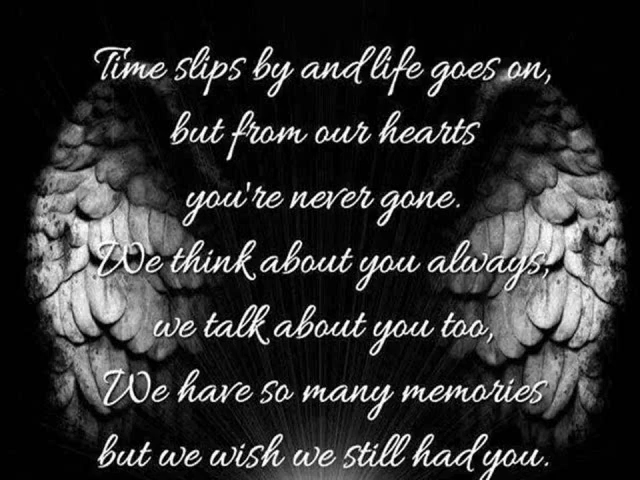 Time slips by and life goes on,
but from our hearts
you're never gone.
We think about you always,
we talk about you too,
We have so many memories
but we wish we still had you.